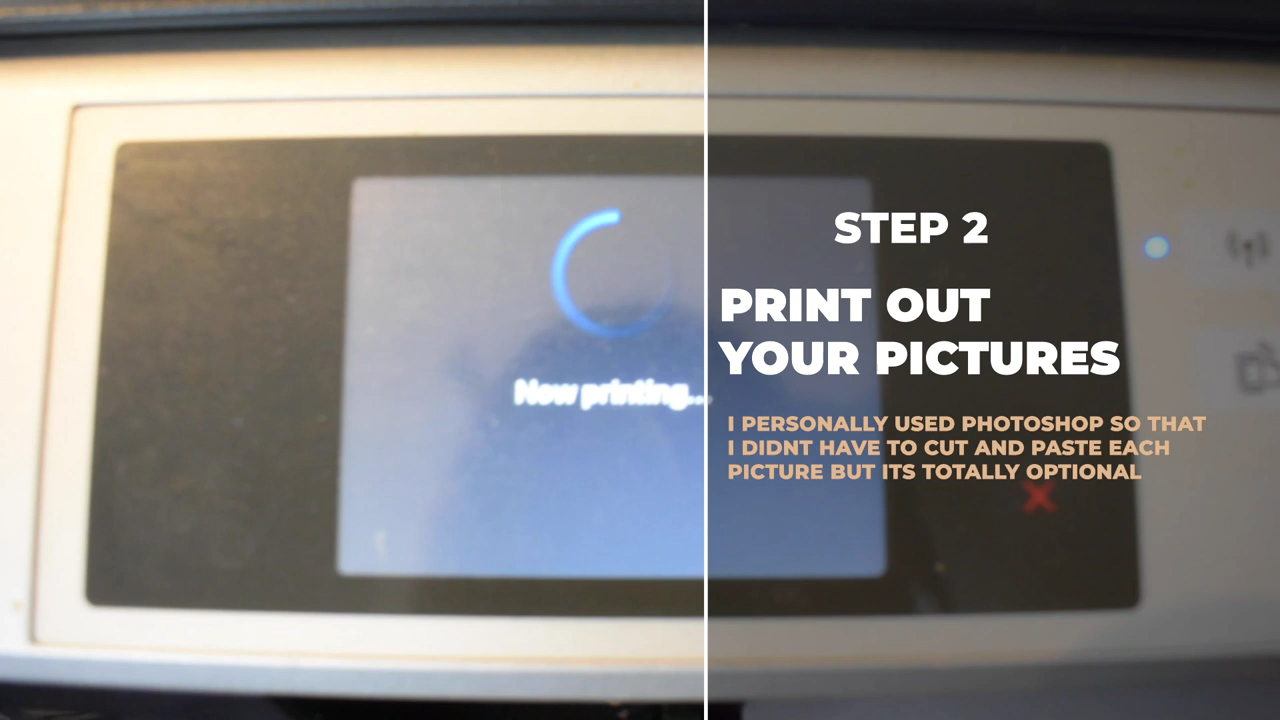 Now printing...
STEP 2
PRINT OUT
YOUR PICTURES
I PERSONALLY USED PHOTOSHOP SO THAT
I DIDNT HAVE TO CUT AND PASTE EACH
PICTURE BUT ITS TOTALLY OPTIONAL